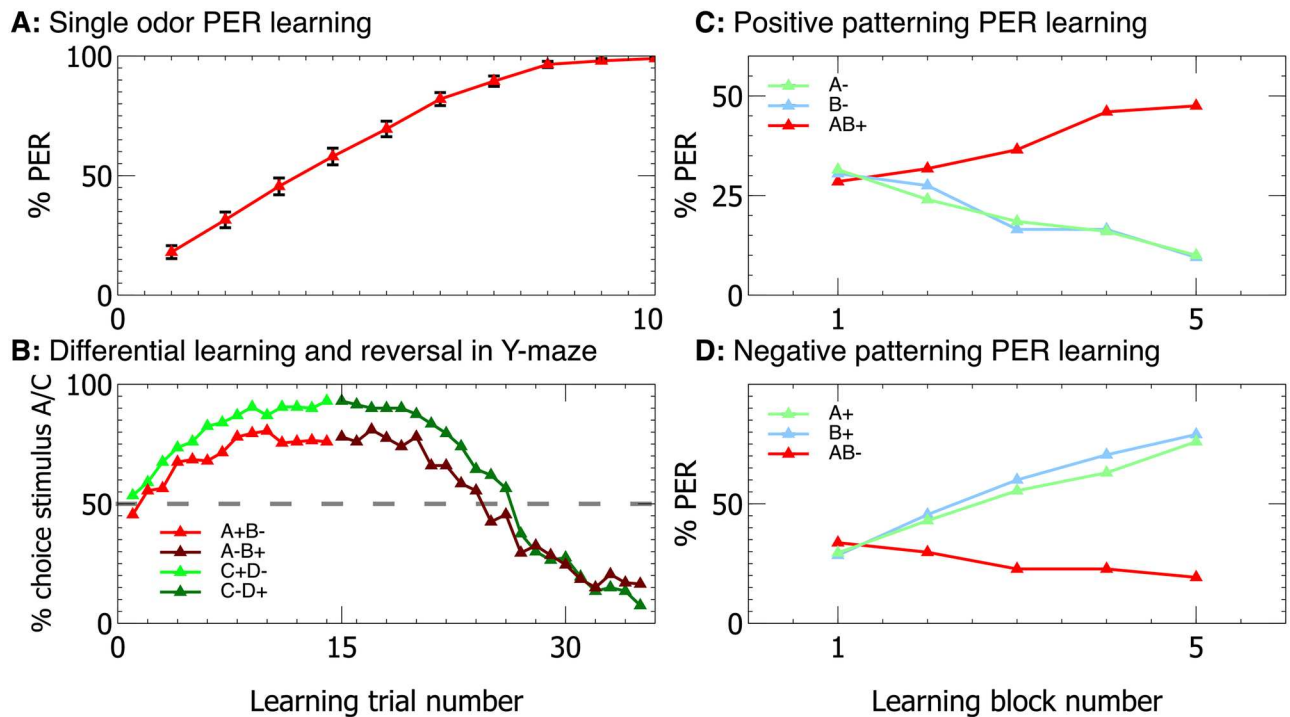 A: Single odor PER learning
100
50
0
% PER
0 10
B: Differential learning and reversal in Y-maze
100
50
0
% choice stimulus A/C
A+B-
A-B+
C+D-
C-D+
0 15 30
Learning trial number
C: Positive patterning PER learning
50
25
0
% PER
A-
B-
AB+
1 5
D: Negative patterning PER learning
50
0
% PER
A+
B+
AB-
1 5
Learning block number